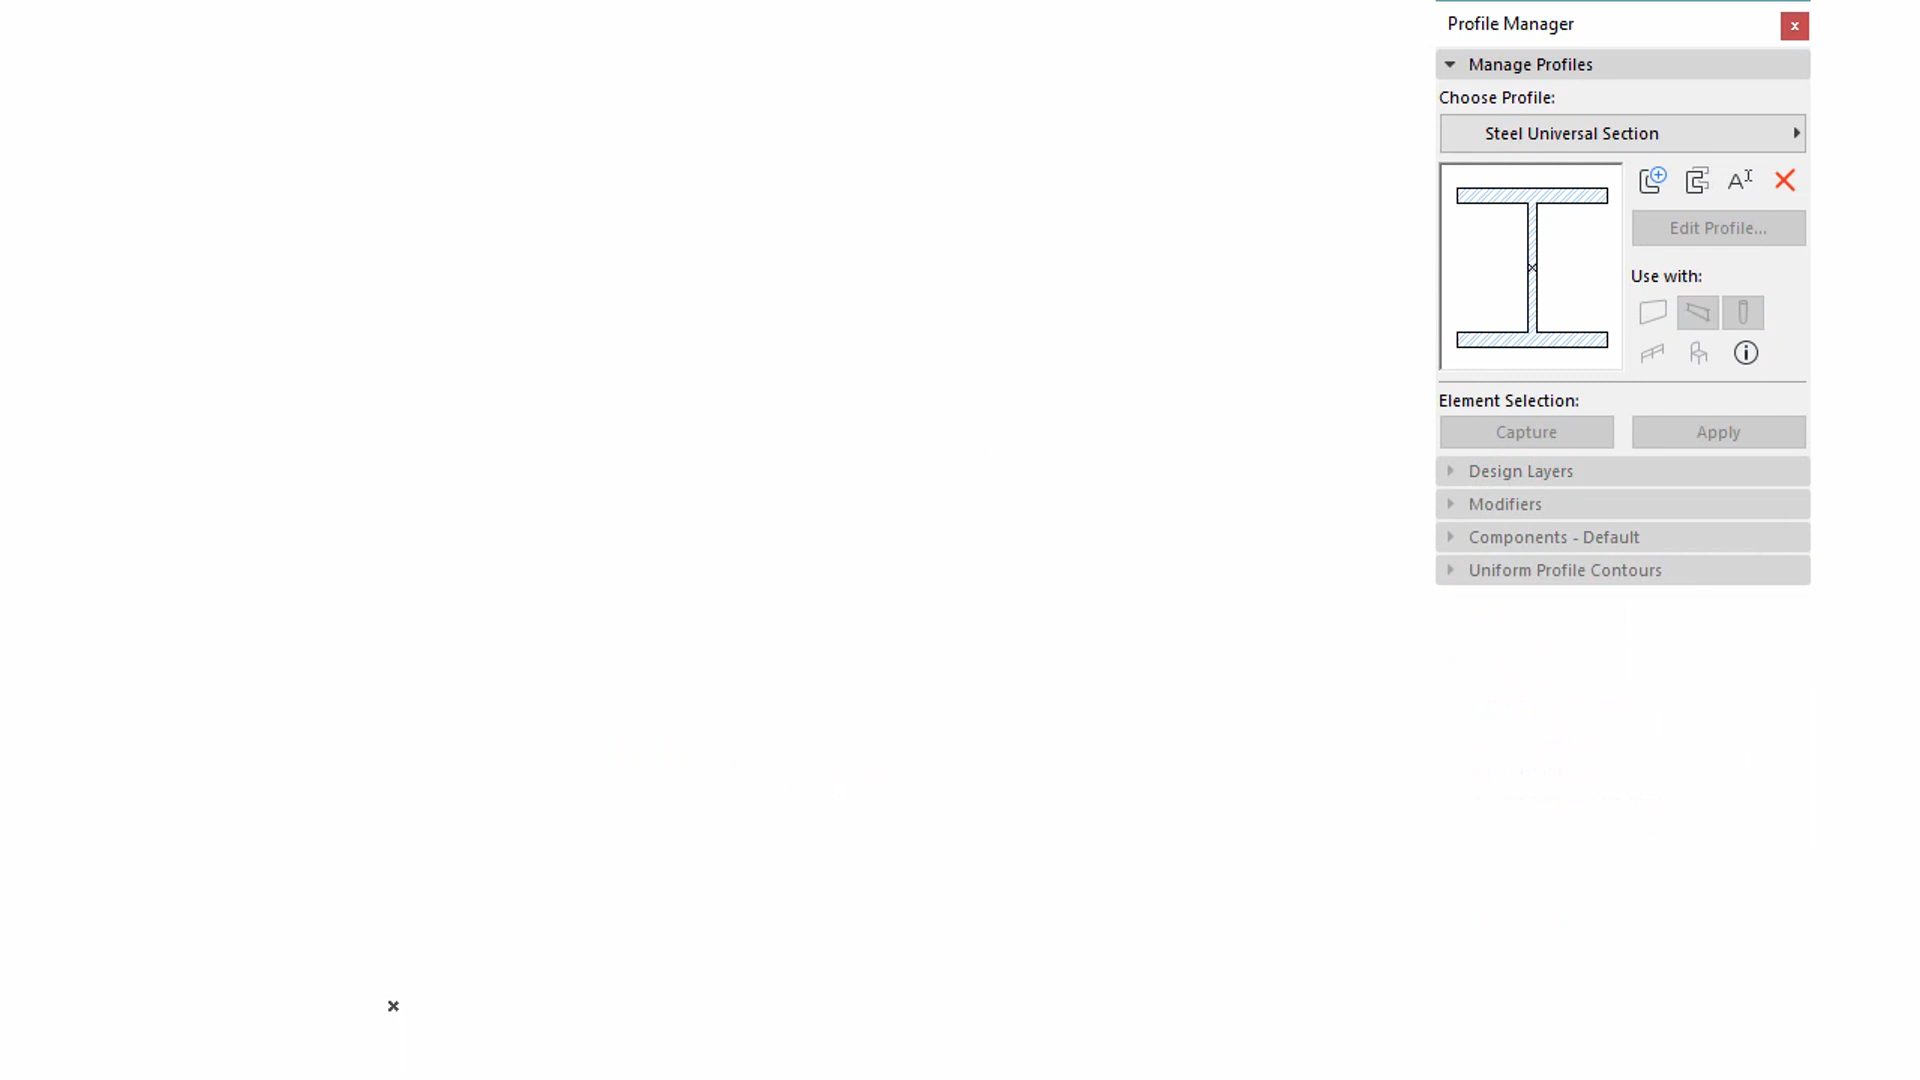 Profile Manager
x
Manage Profiles
Choose Profile:
Steel Universal Section
Edit Profile...
Use with:
Element Selection:
Capture
Apply
Design Layers
Modifiers
Components - Default
Uniform Profile Contours